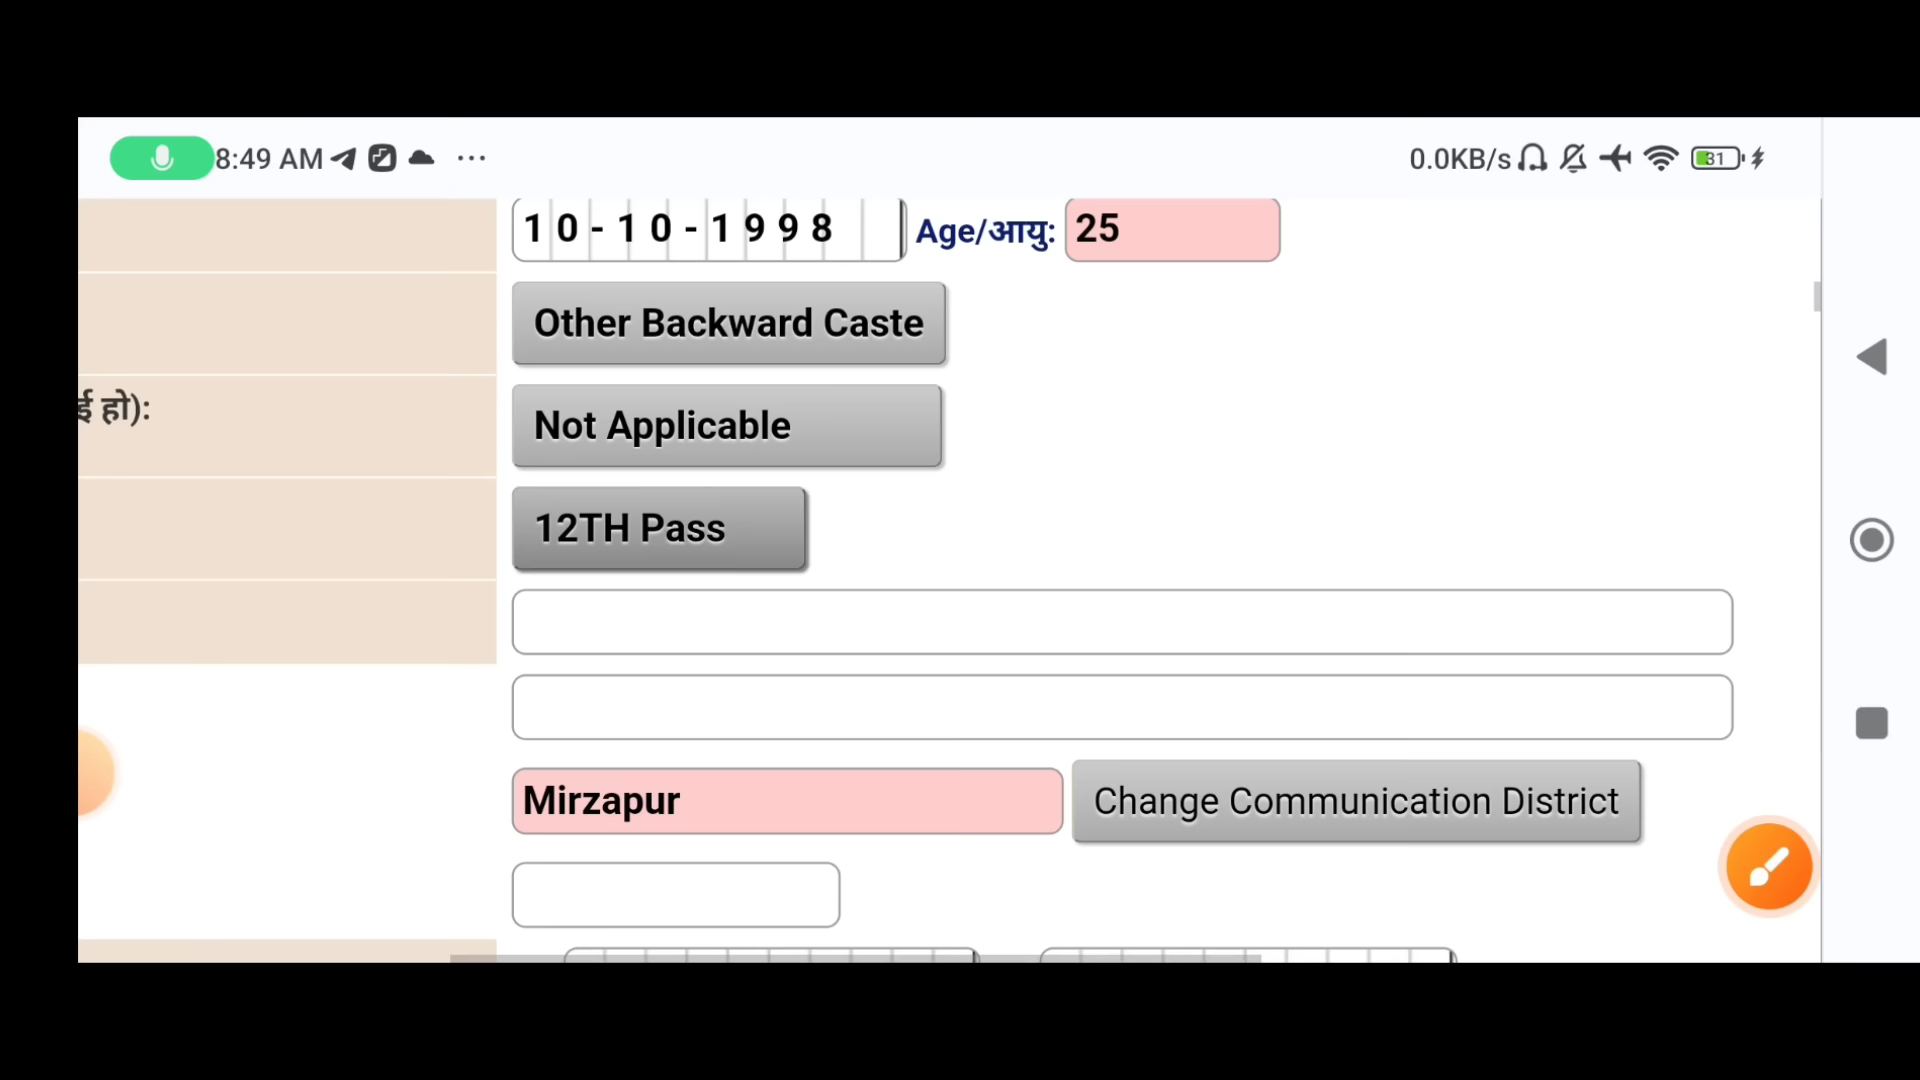 8:49 AM ... 0.0KB/s 31
10-10-1998 Age/आयु: 25
Other Backward Caste
ई हो): Not Applicable
12TH Pass
Mirzapur Change Communication District